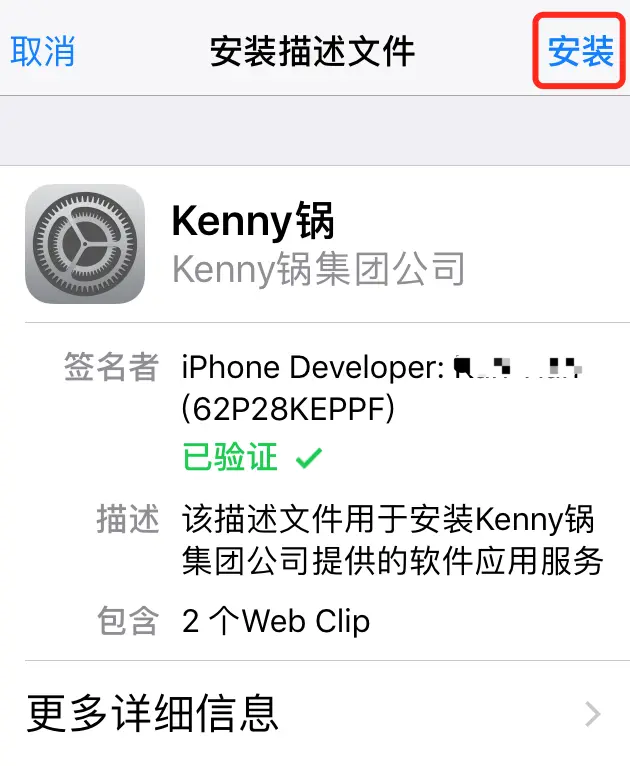 取消 安装描述文件 安装
Kenny锅
Kenny锅集团公司
签名者 iPhone Developer:
(62P28KEPPF)
已验证 ✓
描述 该描述文件用于安装Kenny锅
集团公司提供的软件应用服务
包含 2 个Web Clip
更多详细信息